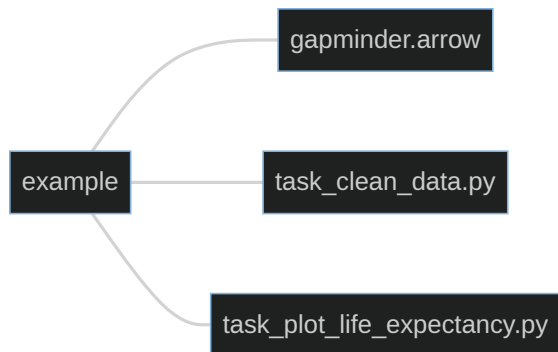 gapminder.arrow
example
task_clean_data.py
task_plot_life_expectancy.py